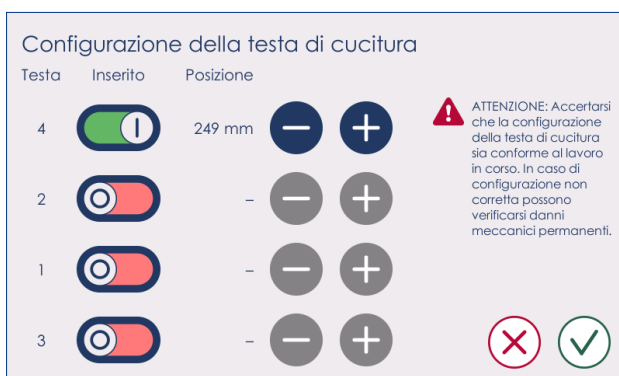 Configurazione della testa di cucitura
Testa Inserito Posizione
4 249 mm
2 –
1 –
3 –
ATTENZIONE: Accertarsi
che la configurazione
della testa di cucitura
sia conforme al lavoro
in corso. In caso di
configurazione non
corretta possono
verificarsi danni
meccanici permanenti.